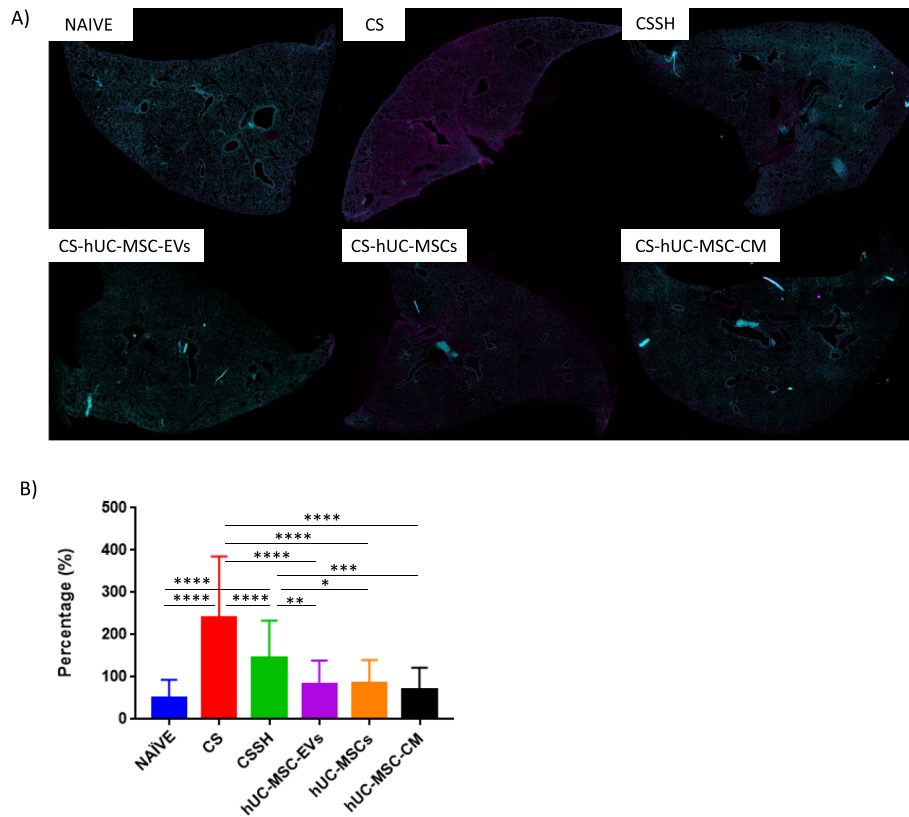 A)
NAIVE
CS
CSSH
CS-hUC-MSC-EVs
CS-hUC-MSCs
CS-hUC-MSC-CM
B)
500
400
300
200
100
0
Percentage (%)
****
****
****
***
****
*
****
****
**
NAÏVE
CS
CSSH
hUC-MSC-EVs
hUC-MSCs
hUC-MSC-CM